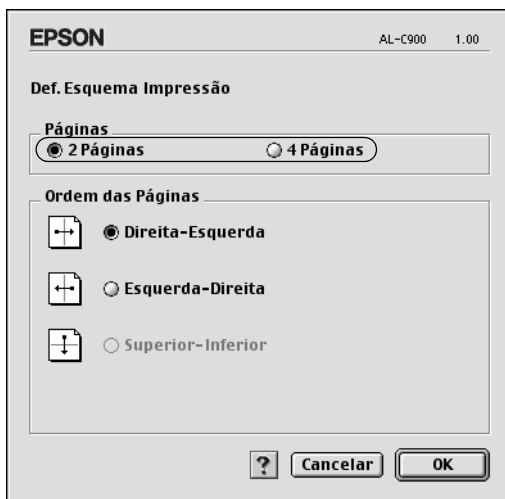 EPSON AL-C900 1.00
Def. Esquema Impressão
Páginas
2 Páginas 4 Páginas
Ordem das Páginas
Direita-Esquerda
Esquerda-Direita
Superior-Inferior
? Cancelar OK